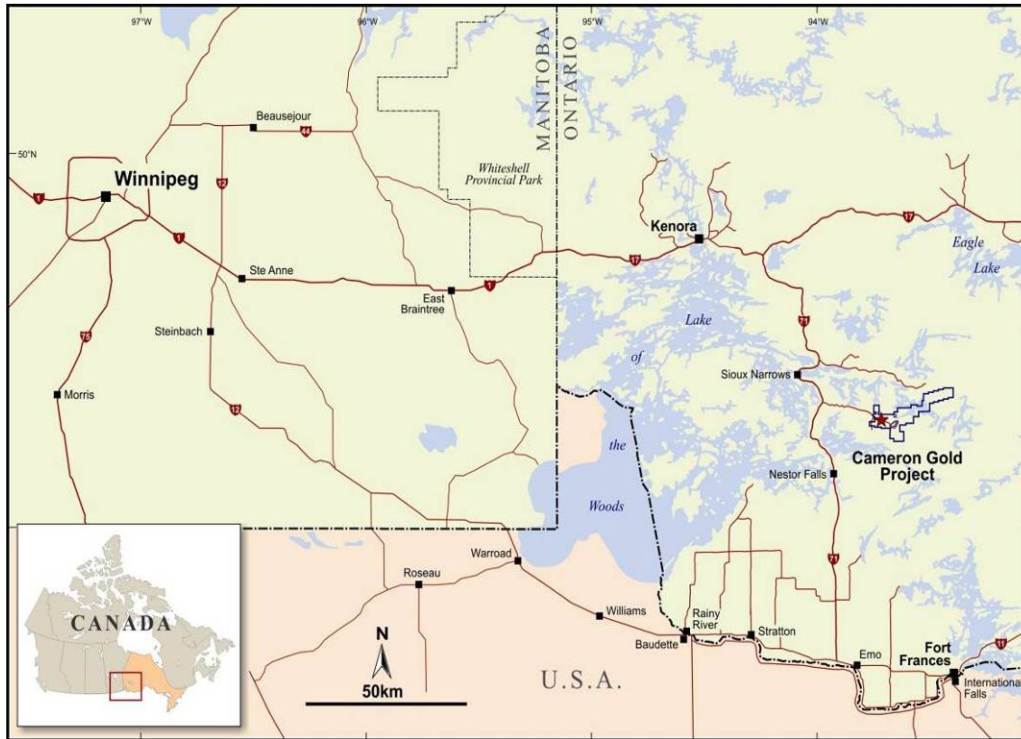 97°W
96°W
95°W
94°W
50°N
MANITOBA
ONTARIO
Beausejour
44
12
Whiteshell
Provincial Park
1
Winnipeg
1
Ste Anne
East
Braintree
1
17
Kenora
17
Eagle
Lake
Steinbach
75
Morris
12
Lake
of
the
Woods
71
Sioux Narrows
Cameron Gold
Project
Nestor Falls
71
Warroad
Roseau
Williams
Rainy
River
Baudette
Stratton
Emo
Fort
Frances
11
International
Falls
N
50km
U.S.A.
CANADA